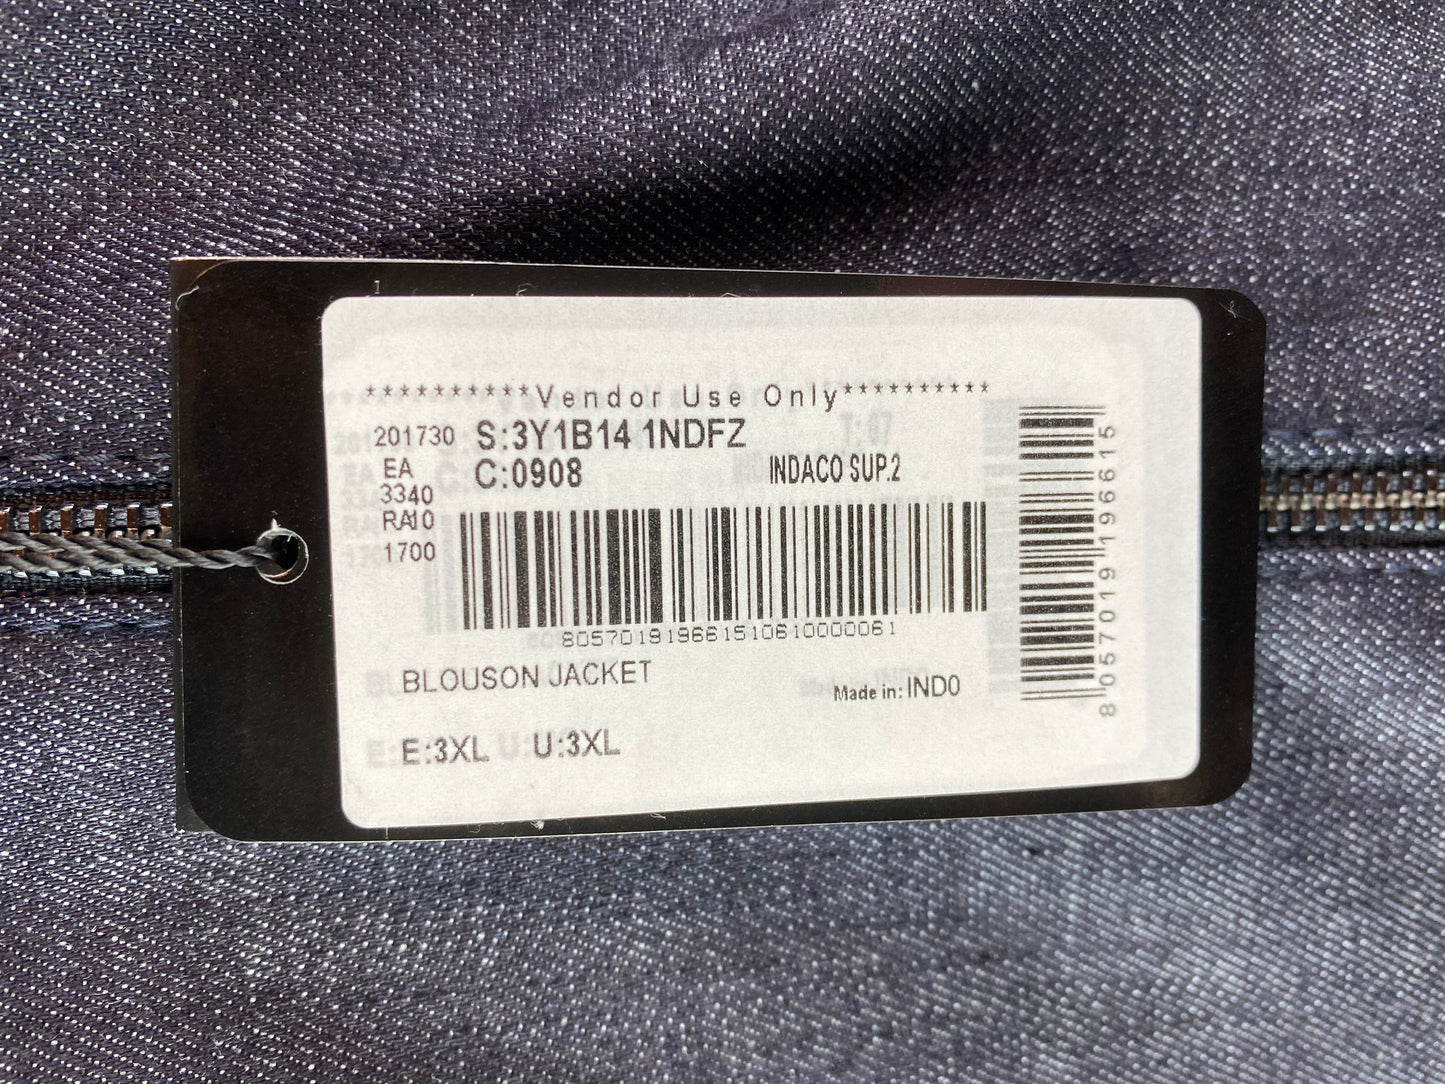 **********Vendor Use Only**********
201730 S:3Y1B14 1NDFZ
EA C:0908 INDACO SUP.2
3340
RA10
1700
805701919661510610000061
8057019196615
BLOUSON JACKET
Made in: IND0
E:3XL U:3XL